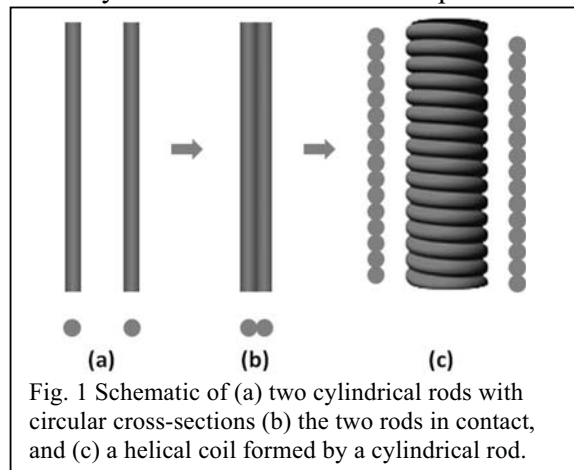 (a)
(b)
(c)
Fig. 1 Schematic of (a) two cylindrical rods with
circular cross-sections (b) the two rods in contact,
and (c) a helical coil formed by a cylindrical rod.